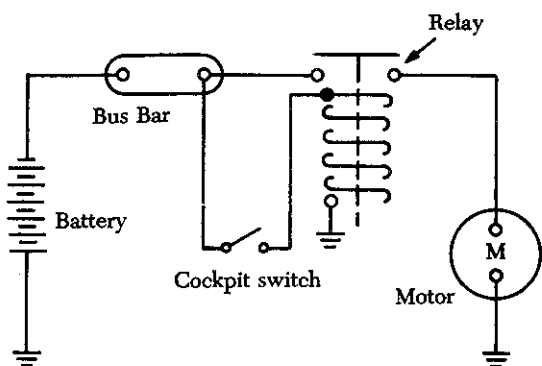 Relay
Bus Bar
Battery
Cockpit switch
M
Motor